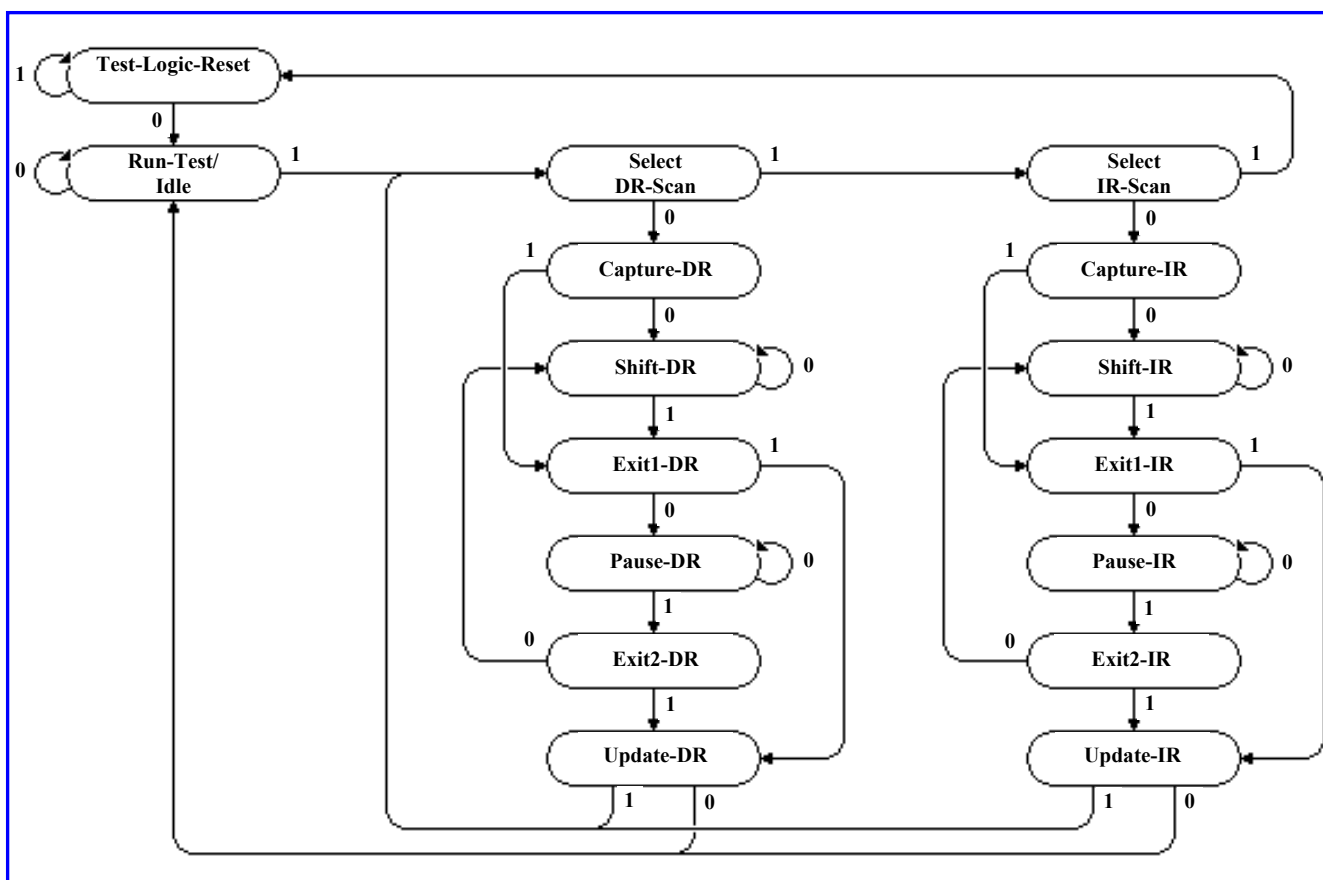 Test-Logic-Reset
1
0
Run-Test/
Idle
0
1
Select
DR-Scan
1
Select
IR-Scan
1
0
0
1
Capture-DR
1
Capture-IR
0
0
Shift-DR
0
Shift-IR
0
1
1
Exit1-DR
1
Exit1-IR
1
0
0
Pause-DR
0
Pause-IR
0
1
1
0
Exit2-DR
0
Exit2-IR
1
1
Update-DR
Update-IR
1
0
1
0